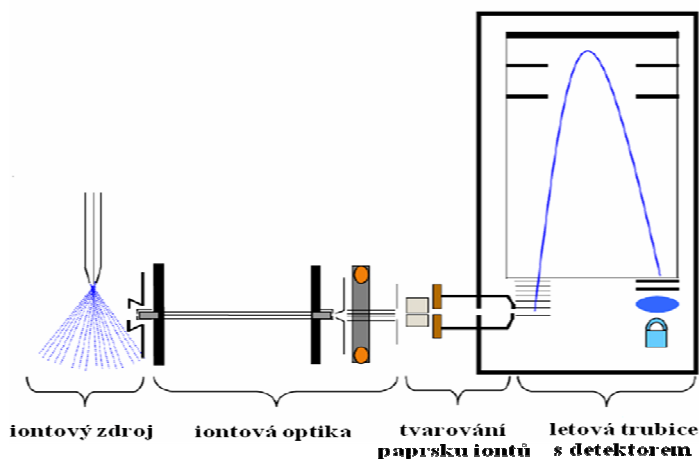 iontový zdroj
iontová optika
tvarování
paprsku iontů
letová trubice
s detektorem